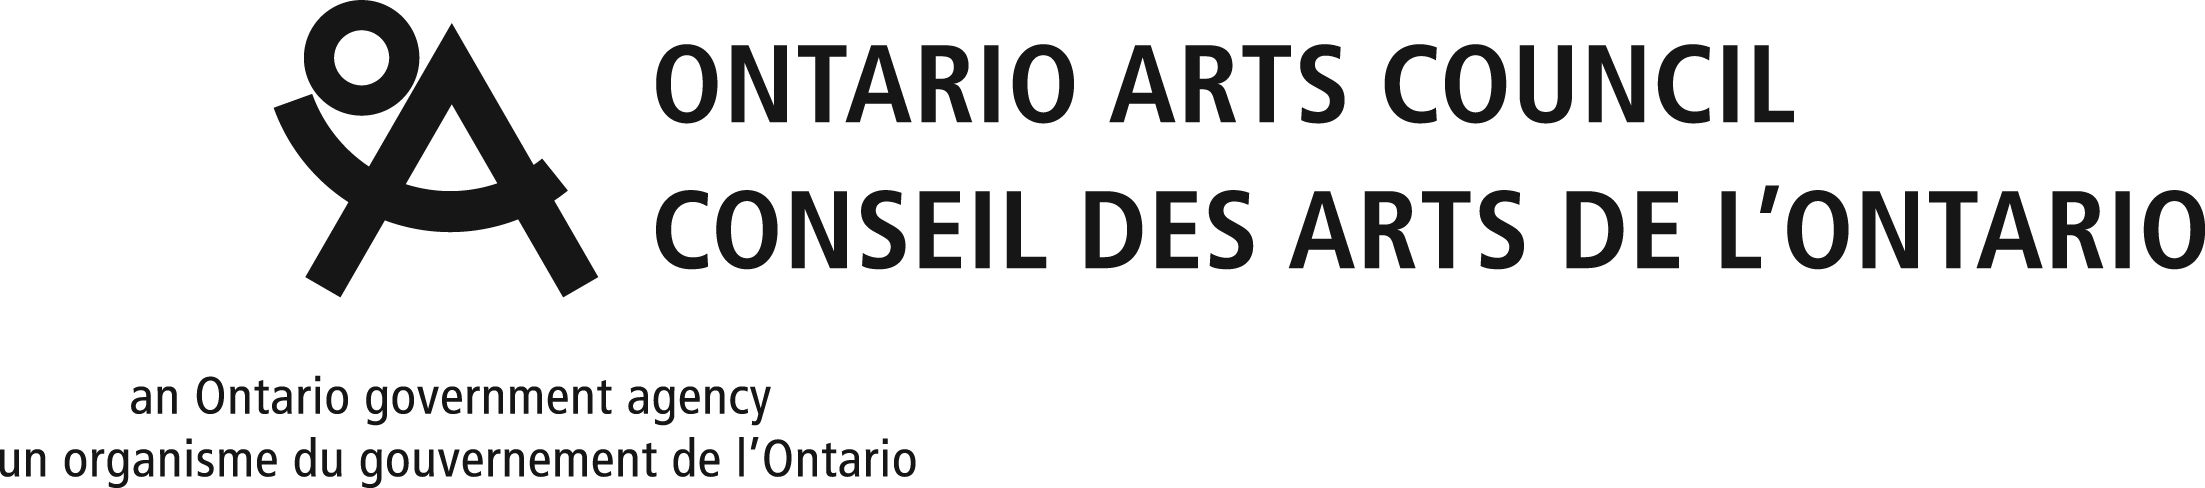 ONTARIO ARTS COUNCIL
CONSEIL DES ARTS DE L’ONTARIO
an Ontario government agency
un organisme du gouvernement de l’Ontario